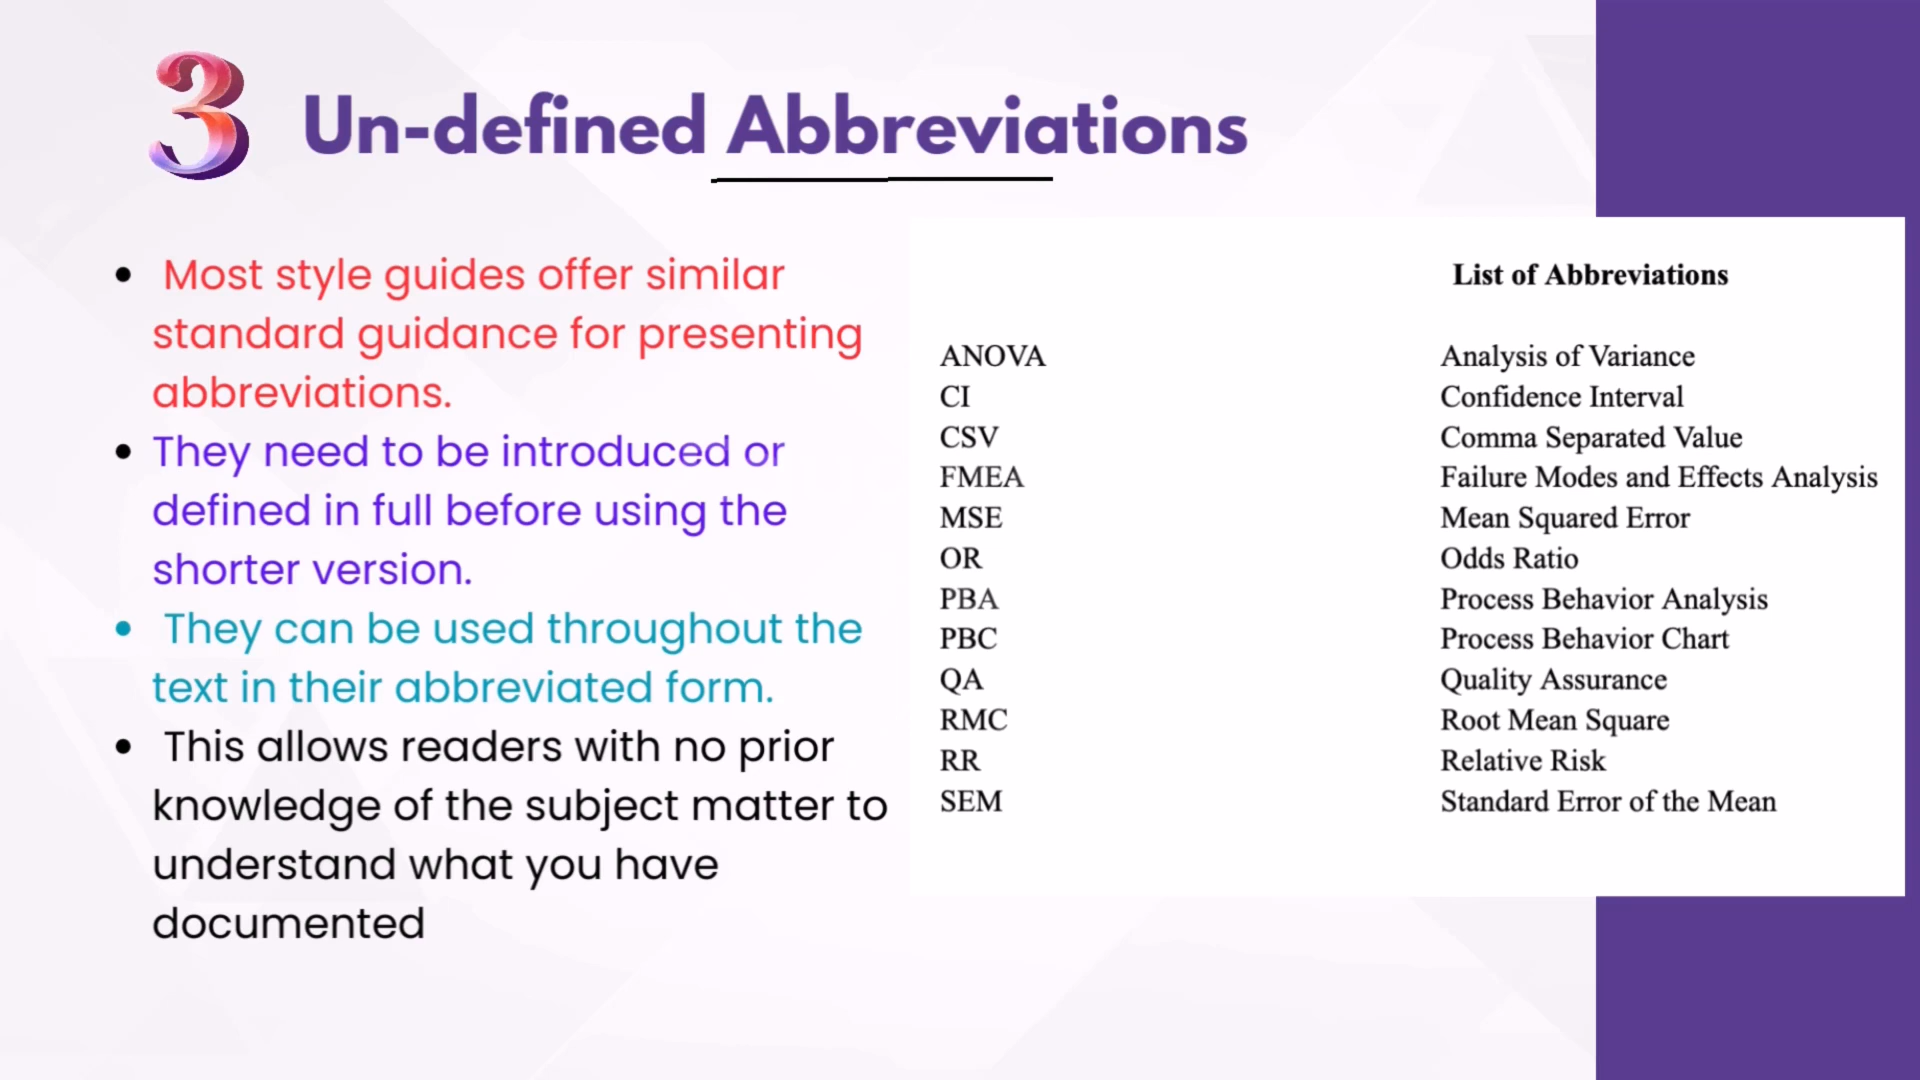 3 Un-defined Abbreviations
• Most style guides offer similar
standard guidance for presenting
abbreviations.
• They need to be introduced or
defined in full before using the
shorter version.
• They can be used throughout the
text in their abbreviated form.
• This allows readers with no prior
knowledge of the subject matter to
understand what you have
documented
List of Abbreviations
ANOVA Analysis of Variance
CI Confidence Interval
CSV Comma Separated Value
FMEA Failure Modes and Effects Analysis
MSE Mean Squared Error
OR Odds Ratio
PBA Process Behavior Analysis
PBC Process Behavior Chart
QA Quality Assurance
RMC Root Mean Square
RR Relative Risk
SEM Standard Error of the Mean